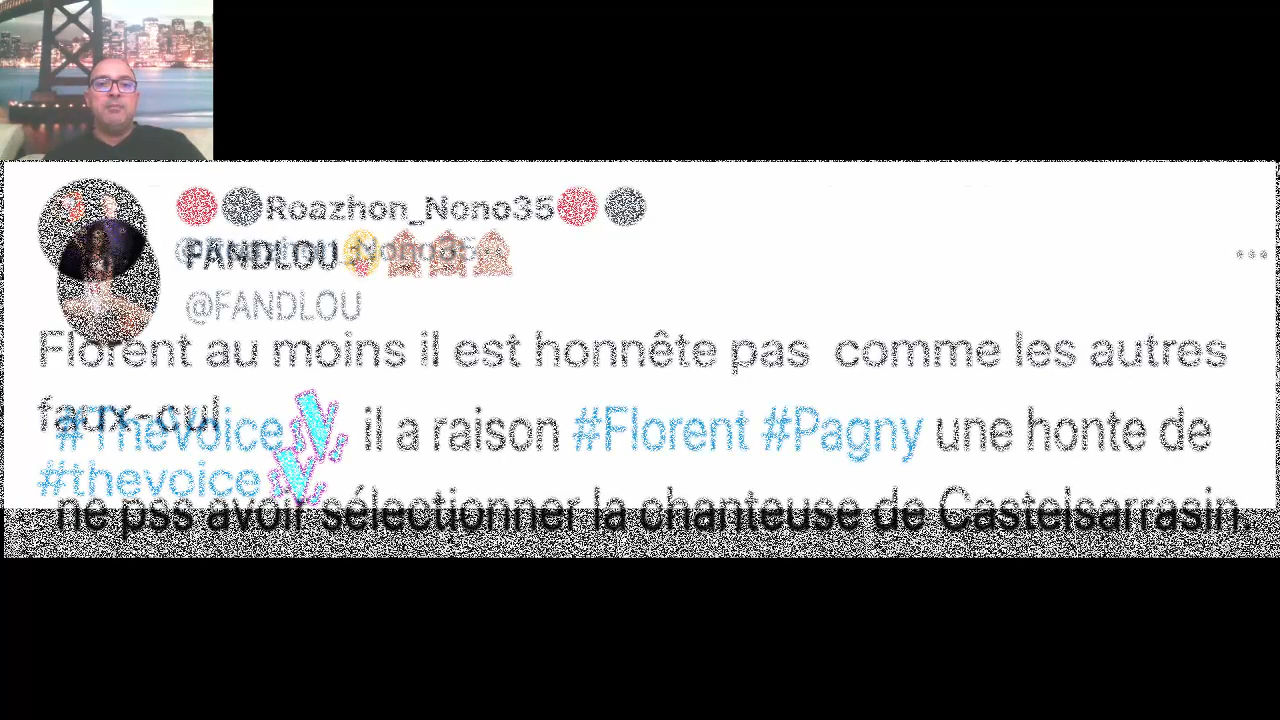 Roazhon_Nono35
@Roazhon_Nono35
FANDLOU
@FANDLOU
Florent au moins il est honnête pas comme les autres
faux-cul
#TheVoice il a raison #Florent #Pagny une honte de
#thevoice
ne pss avoir sélectionner la chanteuse de Castelsarrasin.